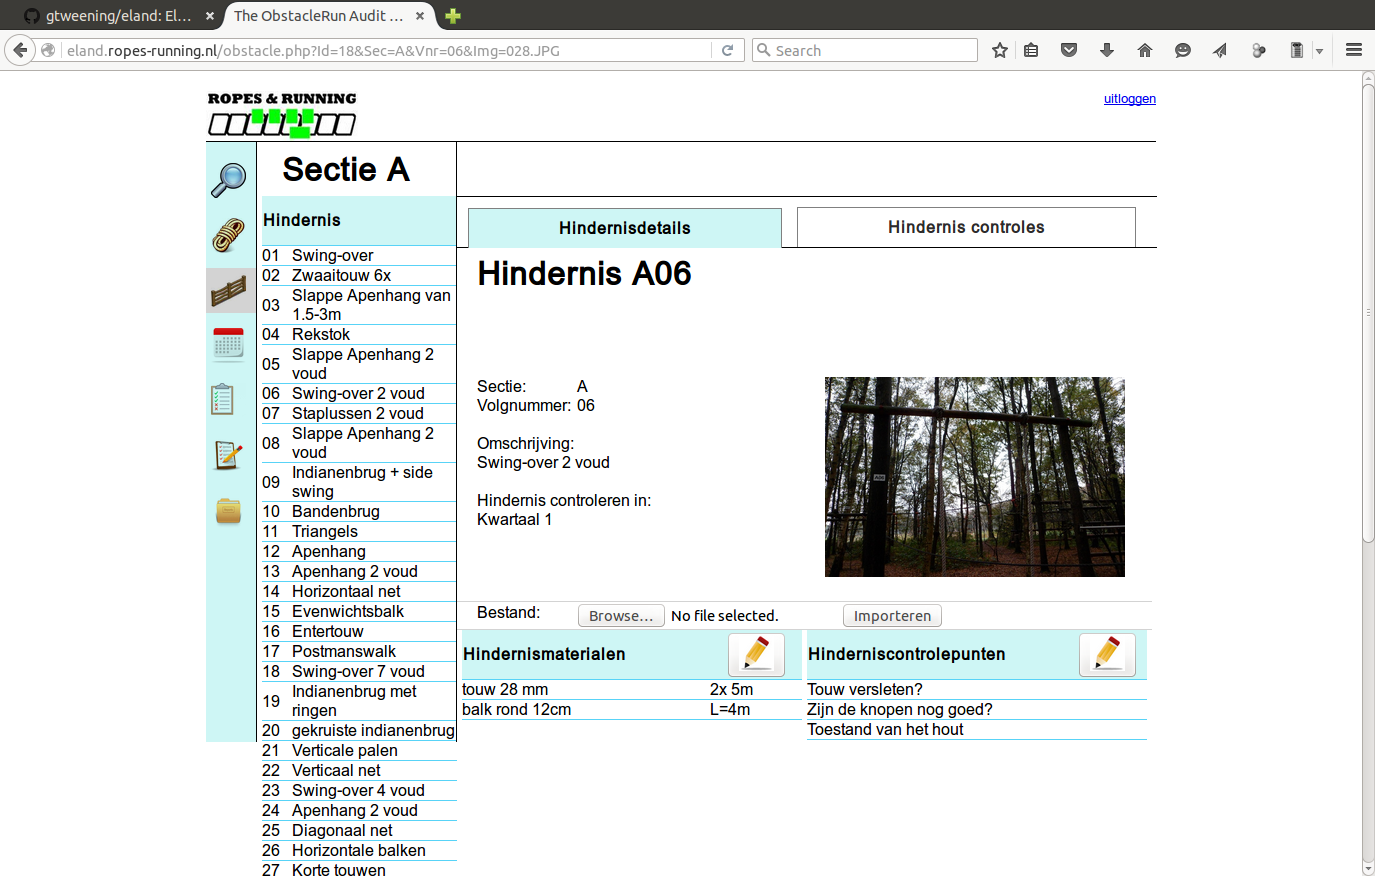 gtweening/eland: El...
The ObstacleRun Audit ...
eland.ropes-running.nl/obstacle.php?Id=18&Sec=A&Vnr=06&Img=028.JPG
Search
ROPES & RUNNING
uitloggen
Sectie A
Hindernis
01 Swing-over
02 Zwaaitouw 6x
03 Slappe Apenhang van
1.5-3m
04 Rekstok
05 Slappe Apenhang 2
voud
06 Swing-over 2 voud
07 Staplussen 2 voud
08 Slappe Apenhang 2
voud
09 Indianenbrug + side
swing
10 Bandenbrug
11 Triangels
12 Apenhang
13 Apenhang 2 voud
14 Horizontaal net
15 Evenwichtsbalk
16 Entertouw
17 Postmanswalk
18 Swing-over 7 voud
19 Indianenbrug met
ringen
20 gekruiste indianenbrug
21 Verticale palen
22 Verticaal net
23 Swing-over 4 voud
24 Apenhang 2 voud
25 Diagonaal net
26 Horizontale balken
27 Korte touwen
Hindernisdetails
Hindernis controles
Hindernis A06
Sectie: A
Volgnummer: 06
Omschrijving:
Swing-over 2 voud
Hindernis controleren in:
Kwartaal 1
Bestand: Browse... No file selected. Importeren
Hindernismaterialen
touw 28 mm 2x 5m
balk rond 12cm L=4m
Hinderniscontrolepunten
Touw versleten?
Zijn de knopen nog goed?
Toestand van het hout